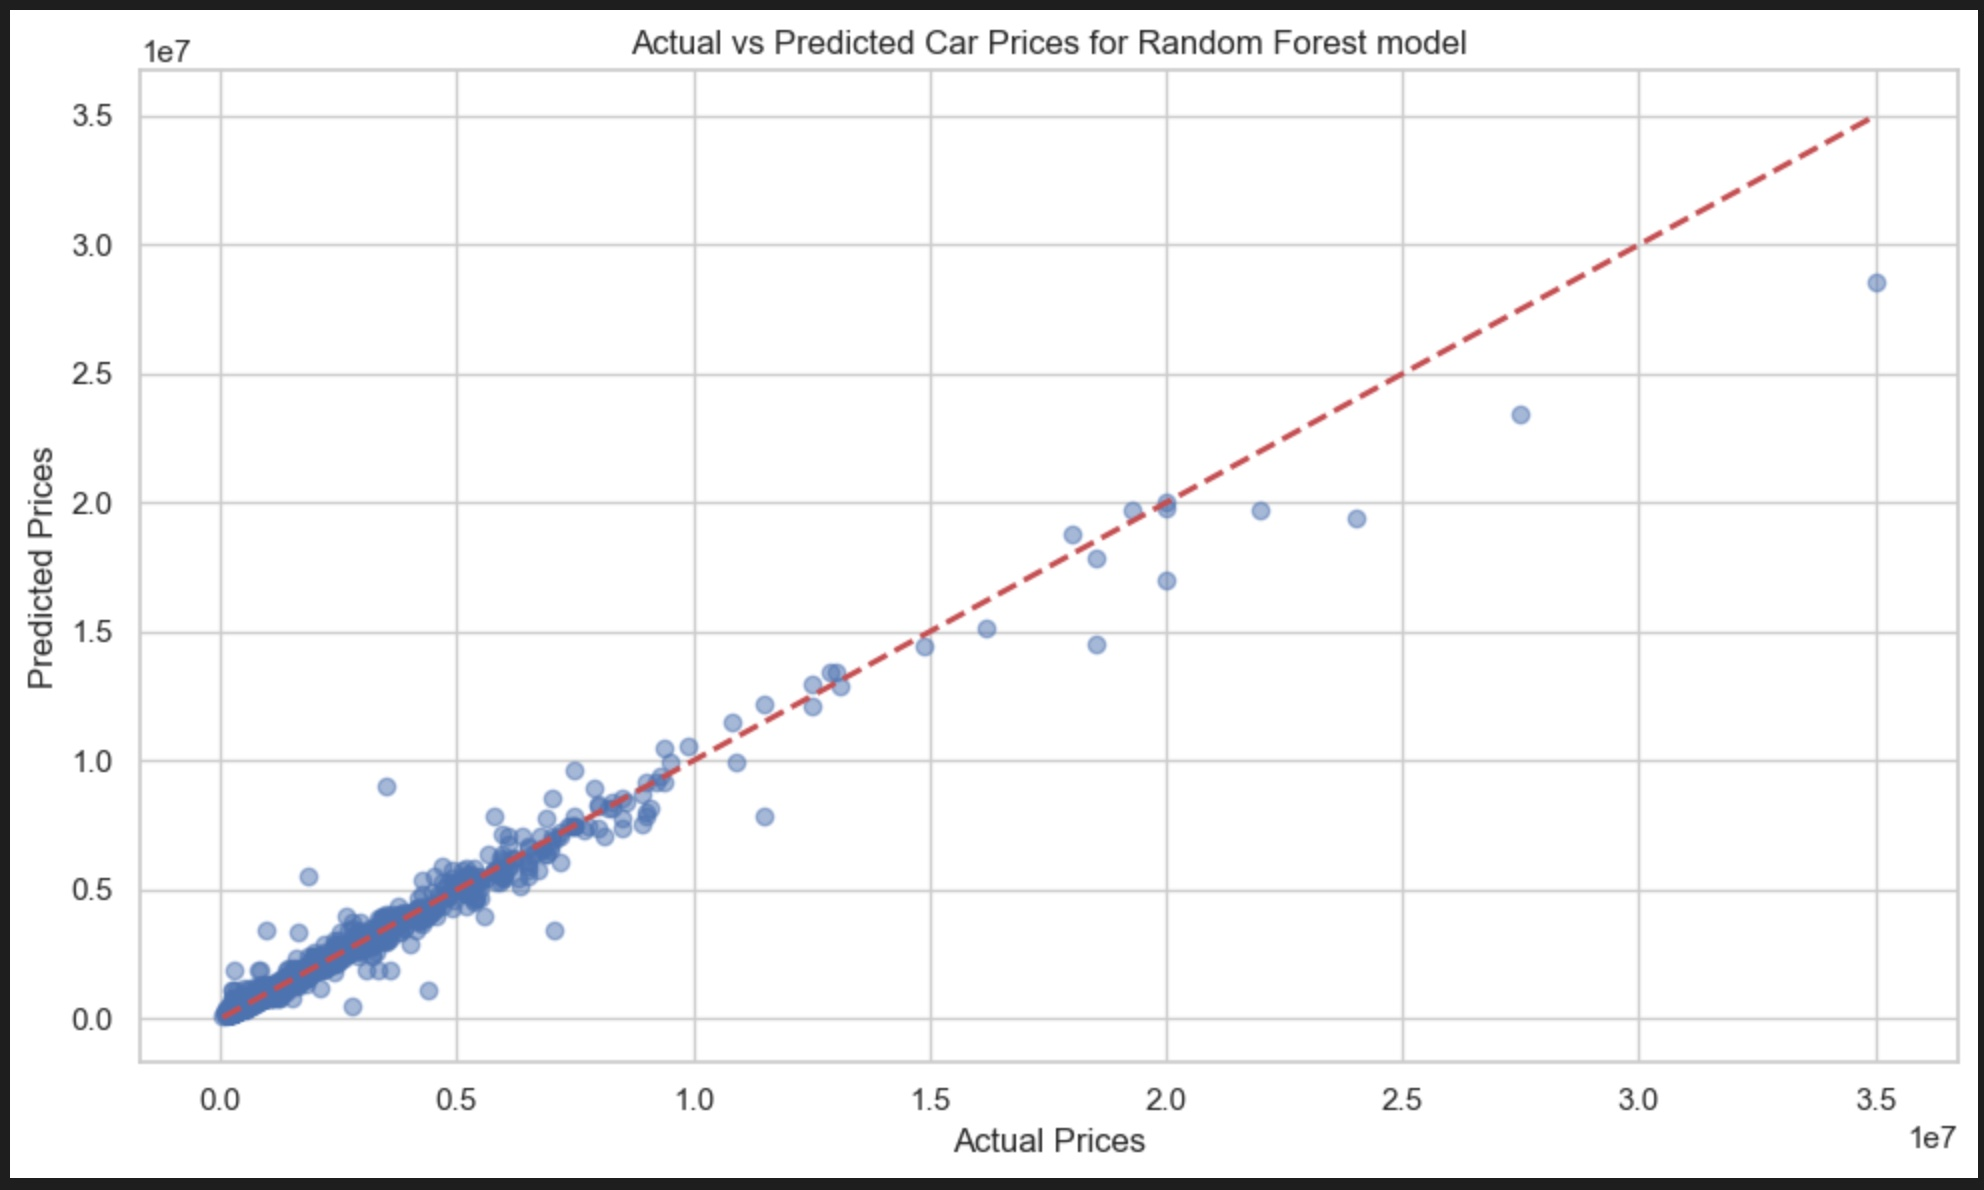 Actual vs Predicted Car Prices for Random Forest model
1e7
3.5
3.0
2.5
2.0
1.5
1.0
0.5
0.0
Predicted Prices
0.0 0.5 1.0 1.5 2.0 2.5 3.0 3.5
Actual Prices
1e7